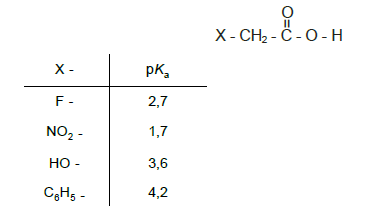 O
X - CH₂ - C - O - H
X - pKₐ
F - 2,7
NO₂ - 1,7
HO - 3,6
C₆H₅ - 4,2